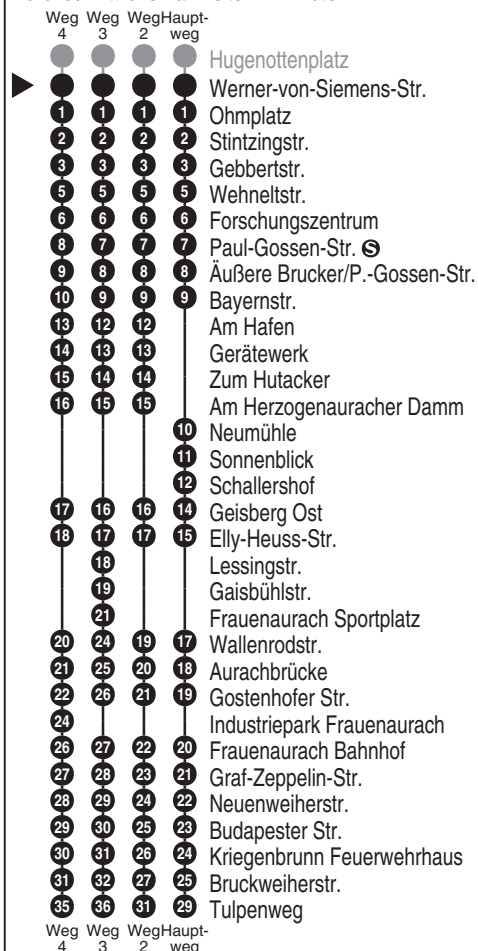 Weg Weg Weg Haupt-
4 3 2 weg
Hugenottenplatz
Werner-von-Siemens-Str.
1 1 1 1 Ohmplatz
2 2 2 2 Stintzingstr.
3 3 3 3 Gebbertstr.
5 5 5 5 Wehneltstr.
6 6 6 6 Forschungszentrum
8 7 7 7 Paul-Gossen-Str. S
9 8 8 8 Äußere Brucker/P.-Gossen-Str.
10 9 9 9 Bayernstr.
13 12 12 Am Hafen
14 13 13 Gerätewerk
15 14 14 Zum Hutacker
16 15 15 Am Herzogenauracher Damm
10 Neumühle
11 Sonnenblick
12 Schallershof
17 16 16 14 Geisberg Ost
18 17 17 15 Elly-Heuss-Str.
18 Lessingstr.
19 Gaisbühlstr.
21 Frauenaurach Sportplatz
20 24 19 17 Wallenrodstr.
21 25 20 18 Aurachbrücke
22 26 21 19 Gostenhofer Str.
24 Industriepark Frauenaurach
26 27 22 20 Frauenaurach Bahnhof
27 28 23 21 Graf-Zeppelin-Str.
28 29 24 22 Neuenweiherstr.
29 30 25 23 Budapester Str.
30 31 26 24 Kriegenbrunn Feuerwehrhaus
31 32 27 25 Bruckweiherstr.
35 36 31 29 Tulpenweg
Weg Weg Weg Haupt-
4 3 2 weg